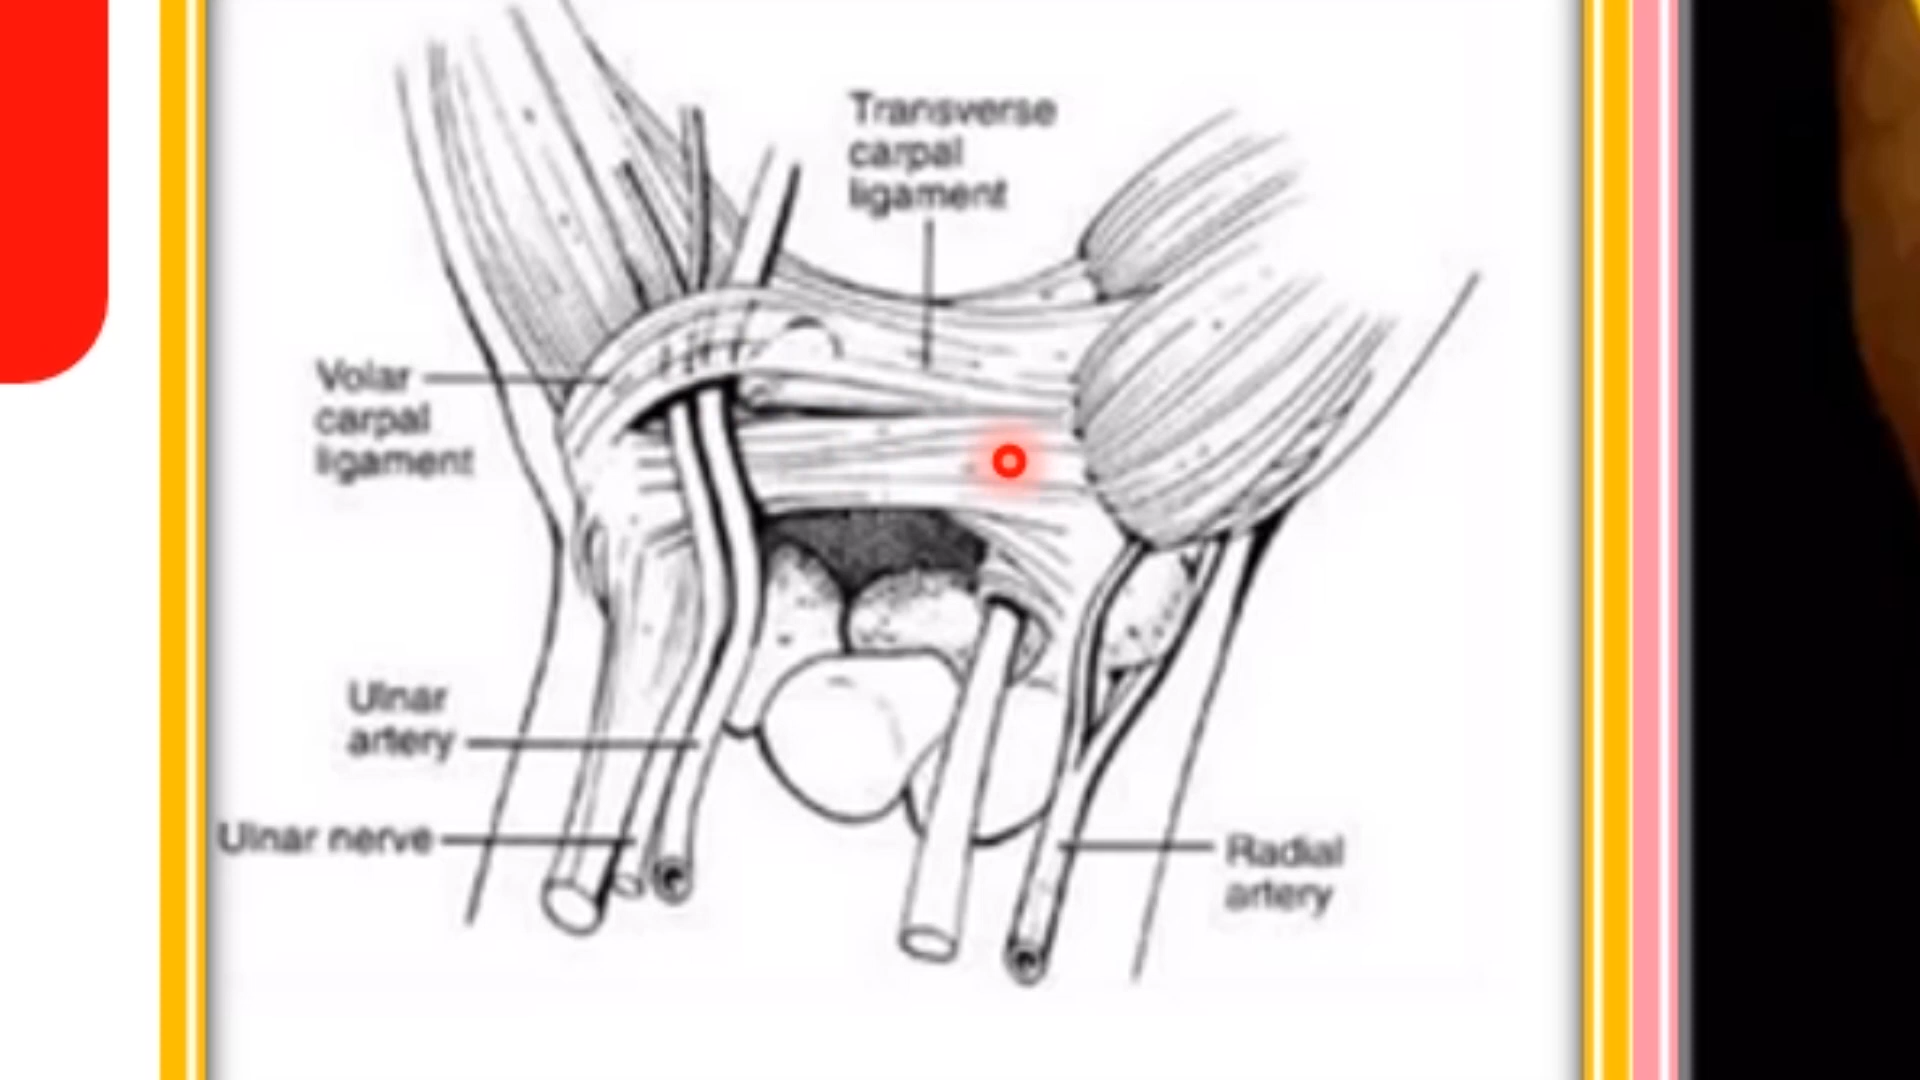 Transverse
carpal
ligament
Volar
carpal
ligament
Ulnar
artery
Ulnar nerve
Radial
artery